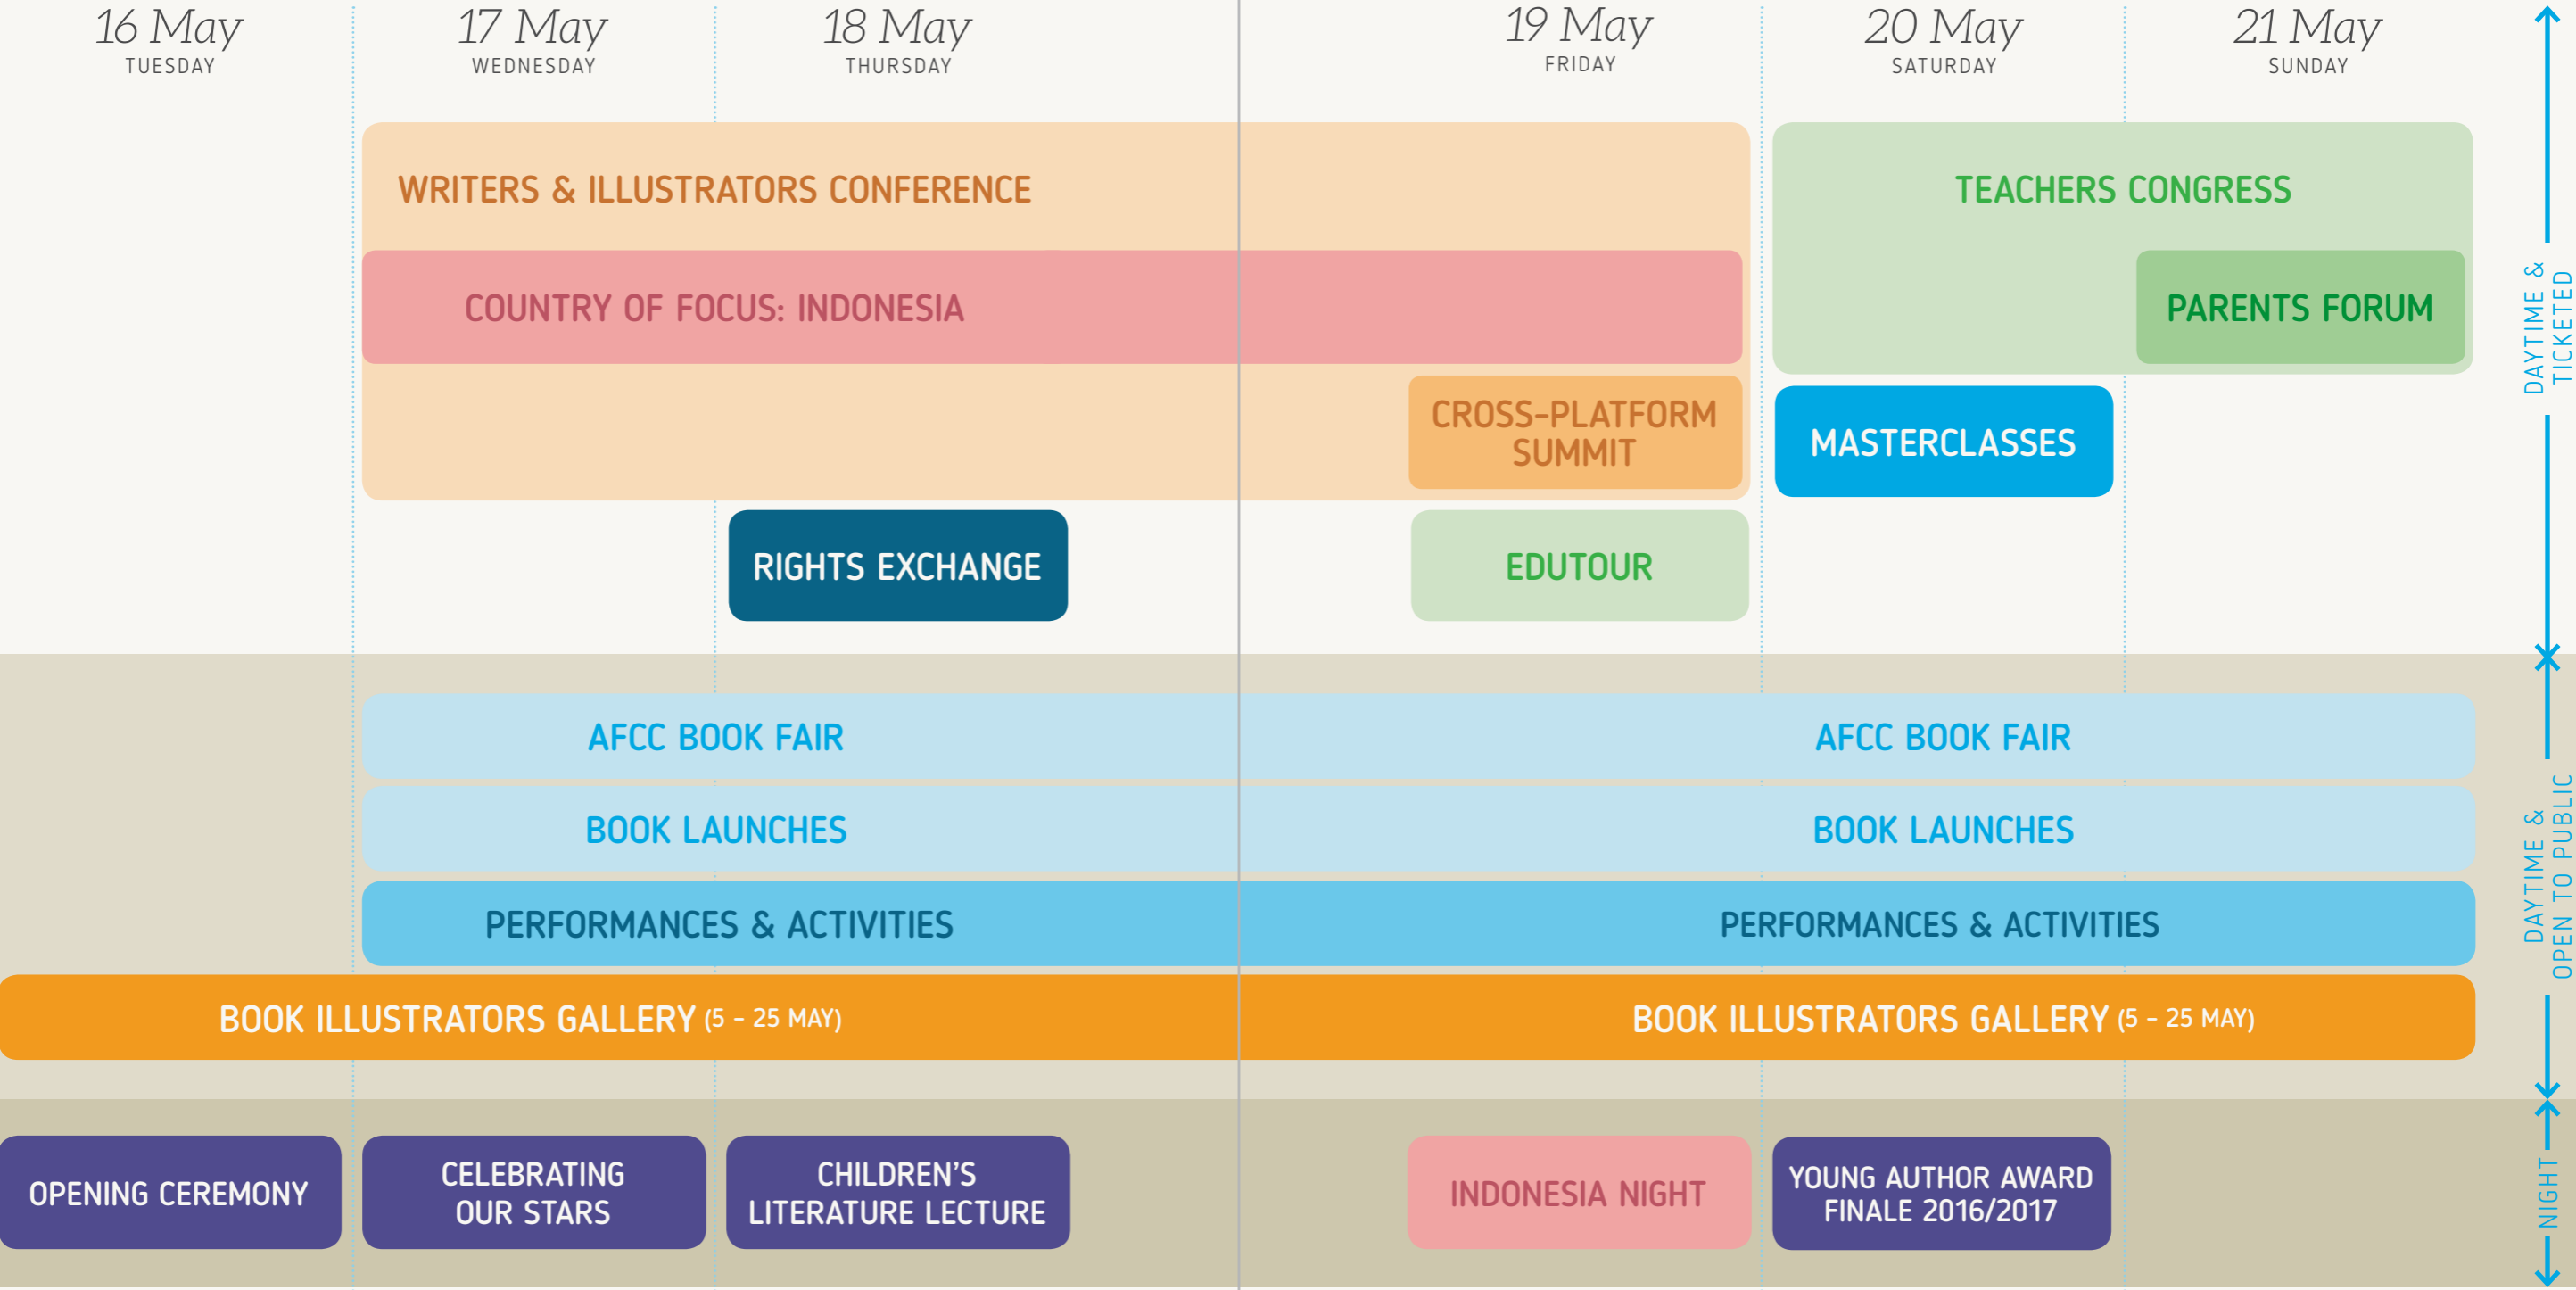 16 May
TUESDAY
17 May
WEDNESDAY
18 May
THURSDAY
19 May
FRIDAY
20 May
SATURDAY
21 May
SUNDAY
WRITERS & ILLUSTRATORS CONFERENCE
TEACHERS CONGRESS
COUNTRY OF FOCUS: INDONESIA
PARENTS FORUM
CROSS-PLATFORM
SUMMIT
MASTERCLASSES
RIGHTS EXCHANGE
EDUTOUR
DAYTIME &
TICKETED
AFCC BOOK FAIR
AFCC BOOK FAIR
BOOK LAUNCHES
BOOK LAUNCHES
PERFORMANCES & ACTIVITIES
PERFORMANCES & ACTIVITIES
BOOK ILLUSTRATORS GALLERY (5 - 25 MAY)
BOOK ILLUSTRATORS GALLERY (5 - 25 MAY)
DAYTIME &
OPEN TO PUBLIC
OPENING CEREMONY
CELEBRATING
OUR STARS
CHILDREN'S
LITERATURE LECTURE
INDONESIA NIGHT
YOUNG AUTHOR AWARD
FINALE 2016/2017
NIGHT